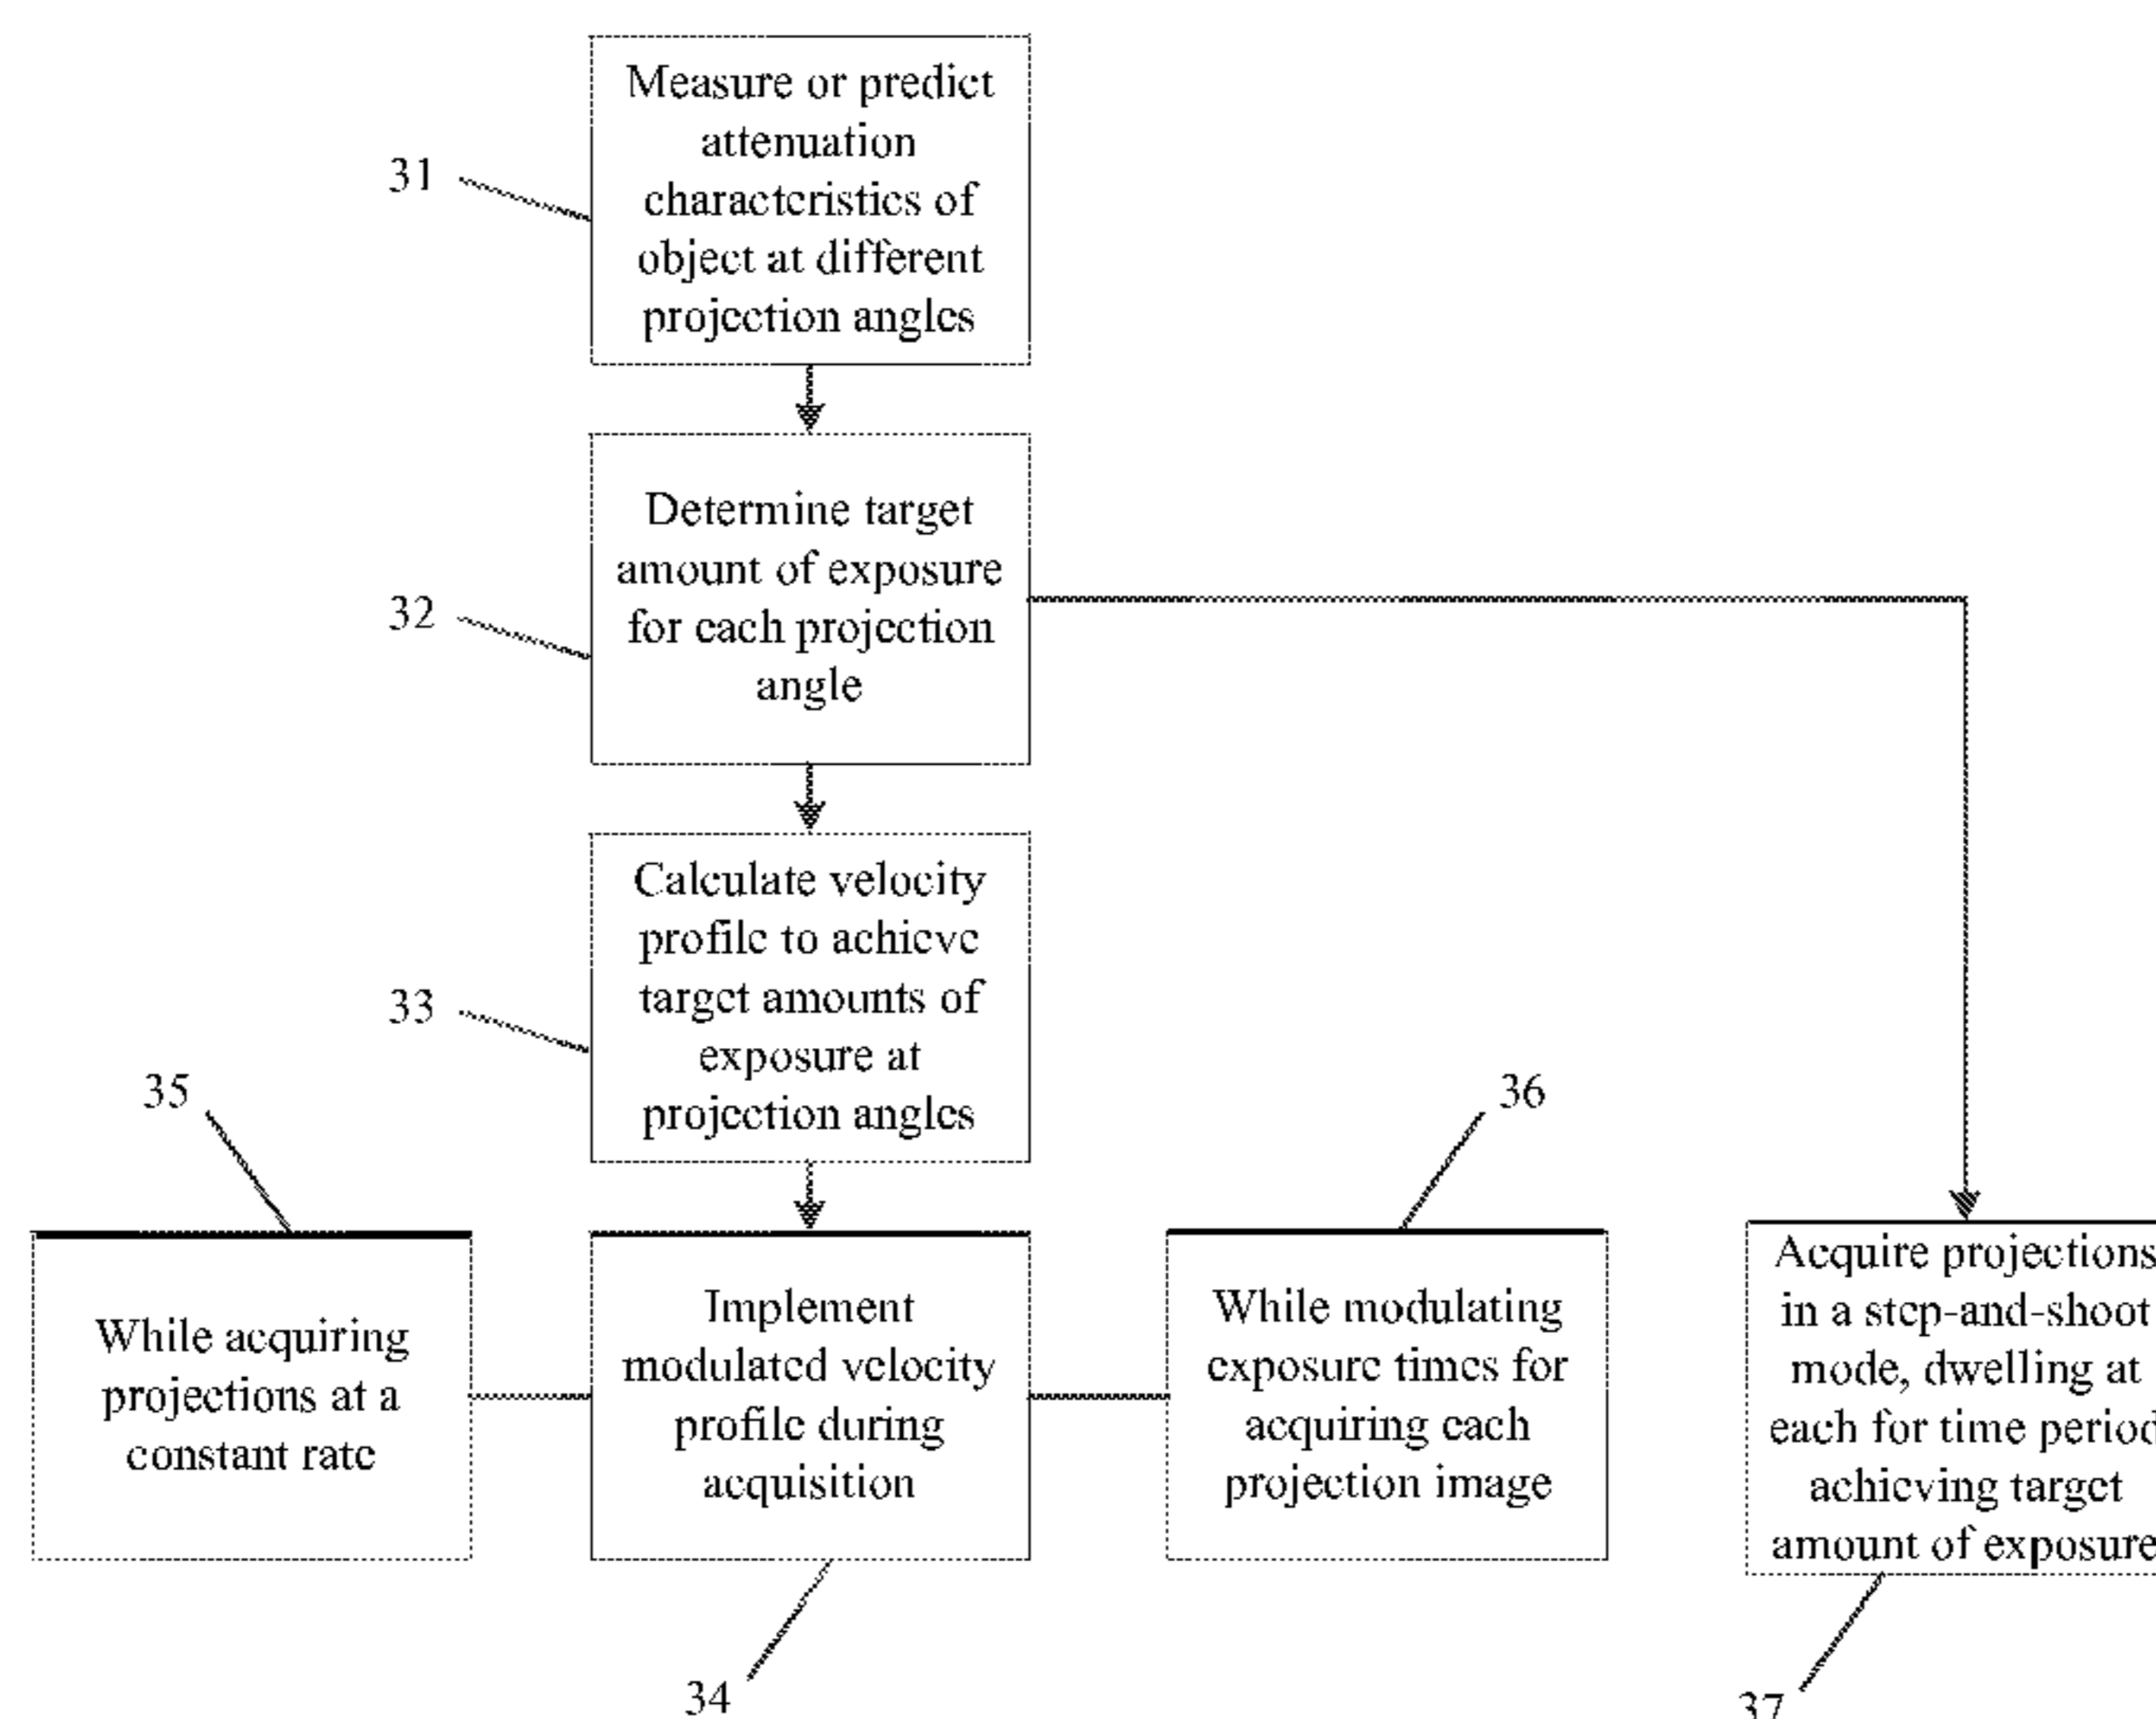 Measure or predict
attenuation
characteristics of
object at different
projection angles
31
Determine target
amount of exposure
for each projection
angle
32
Calculate velocity
profile to achieve
target amounts of
exposure at
projection angles
33
35
36
While acquiring
projections at a
constant rate
Implement
modulated velocity
profile during
acquisition
While modulating
exposure times for
acquiring each
projection image
Acquire projections
in a step-and-shoot
mode, dwelling at
each for time period
achieving target
amount of exposure
34
37